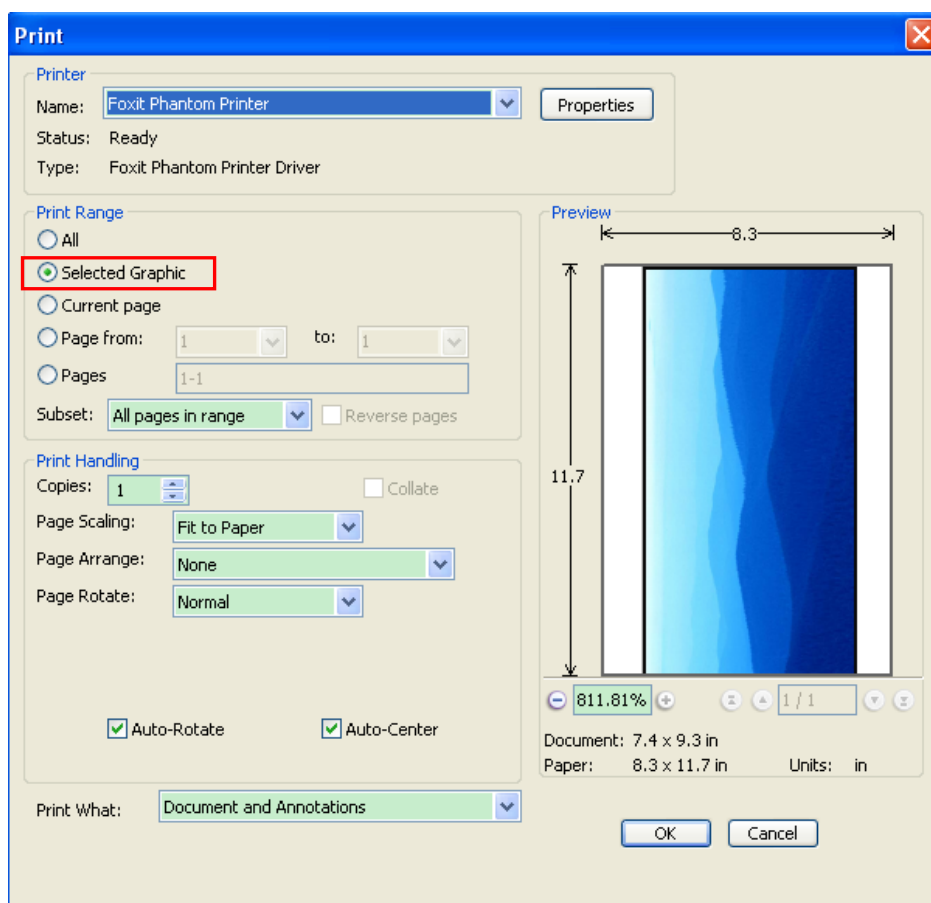 Print
Printer
Name: Foxit Phantom Printer Properties
Status: Ready
Type: Foxit Phantom Printer Driver
Print Range
All
Selected Graphic
Current page
Page from: 1 to: 1
Pages 1-1
Subset: All pages in range Reverse pages
Print Handling
Copies: 1 Collate
Page Scaling: Fit to Paper
Page Arrange: None
Page Rotate: Normal
Auto-Rotate Auto-Center
Print What: Document and Annotations
Preview
8.3
11.7
811.81% 1 / 1
Document: 7.4 x 9.3 in
Paper: 8.3 x 11.7 in Units: in
OK Cancel